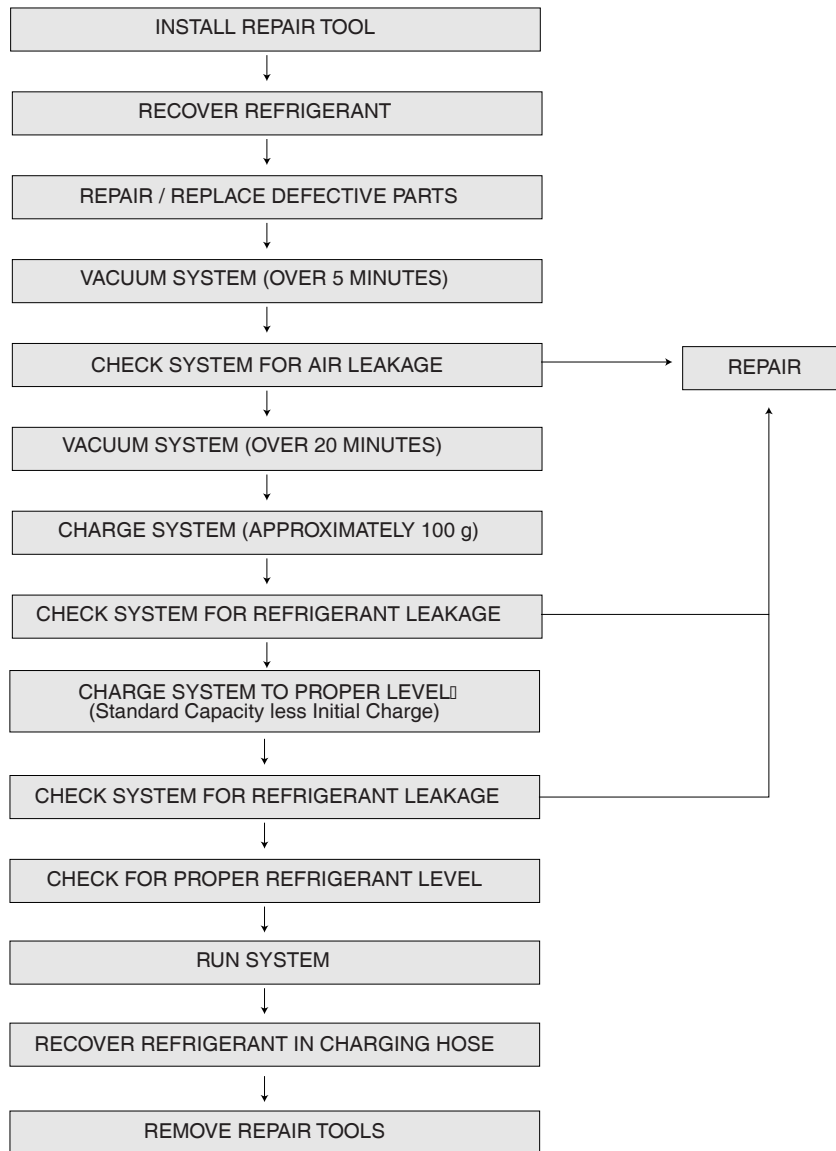 INSTALL REPAIR TOOL
RECOVER REFRIGERANT
REPAIR / REPLACE DEFECTIVE PARTS
VACUUM SYSTEM (OVER 5 MINUTES)
CHECK SYSTEM FOR AIR LEAKAGE
REPAIR
VACUUM SYSTEM (OVER 20 MINUTES)
CHARGE SYSTEM (APPROXIMATELY 100 g)
CHECK SYSTEM FOR REFRIGERANT LEAKAGE
CHARGE SYSTEM TO PROPER LEVEL▯
(Standard Capacity less Initial Charge)
CHECK SYSTEM FOR REFRIGERANT LEAKAGE
CHECK FOR PROPER REFRIGERANT LEVEL
RUN SYSTEM
RECOVER REFRIGERANT IN CHARGING HOSE
REMOVE REPAIR TOOLS